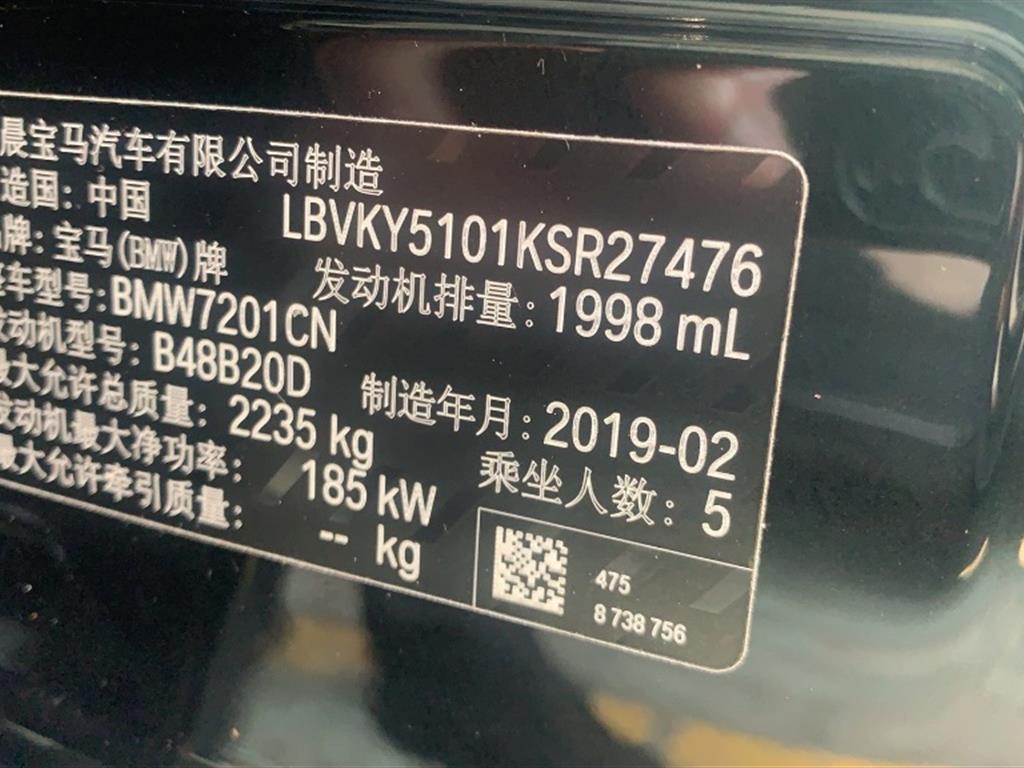 晨宝马汽车有限公司制造
造国：中国
LBVKY5101KSR27476
牌：宝马(BMW)牌
发动机排量：1998 mL
车型号：BMW7201CN
发动机型号：B48B20D
制造年月：2019-02
最大允许总质量：2235 kg
乘坐人数：5
发动机最大净功率：185 kW
最大允许牵引质量：-- kg
475
8 738 756